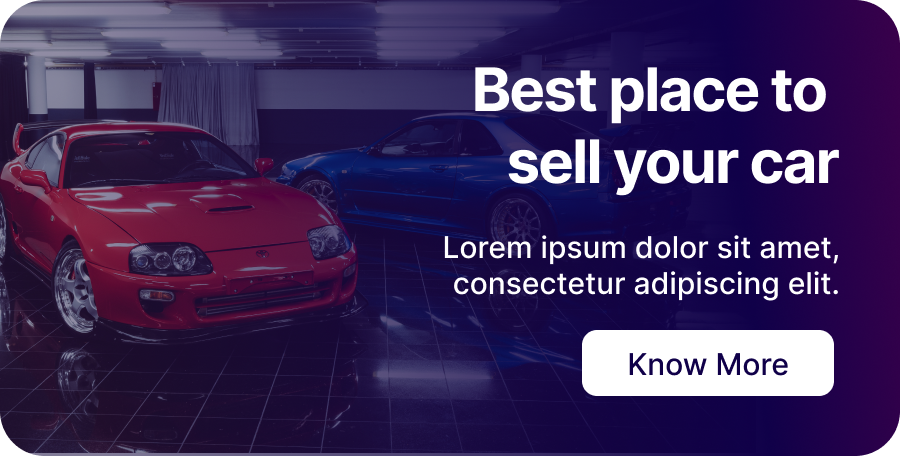 Best place to
sell your car
Lorem ipsum dolor sit amet,
consectetur adipiscing elit.
Know More